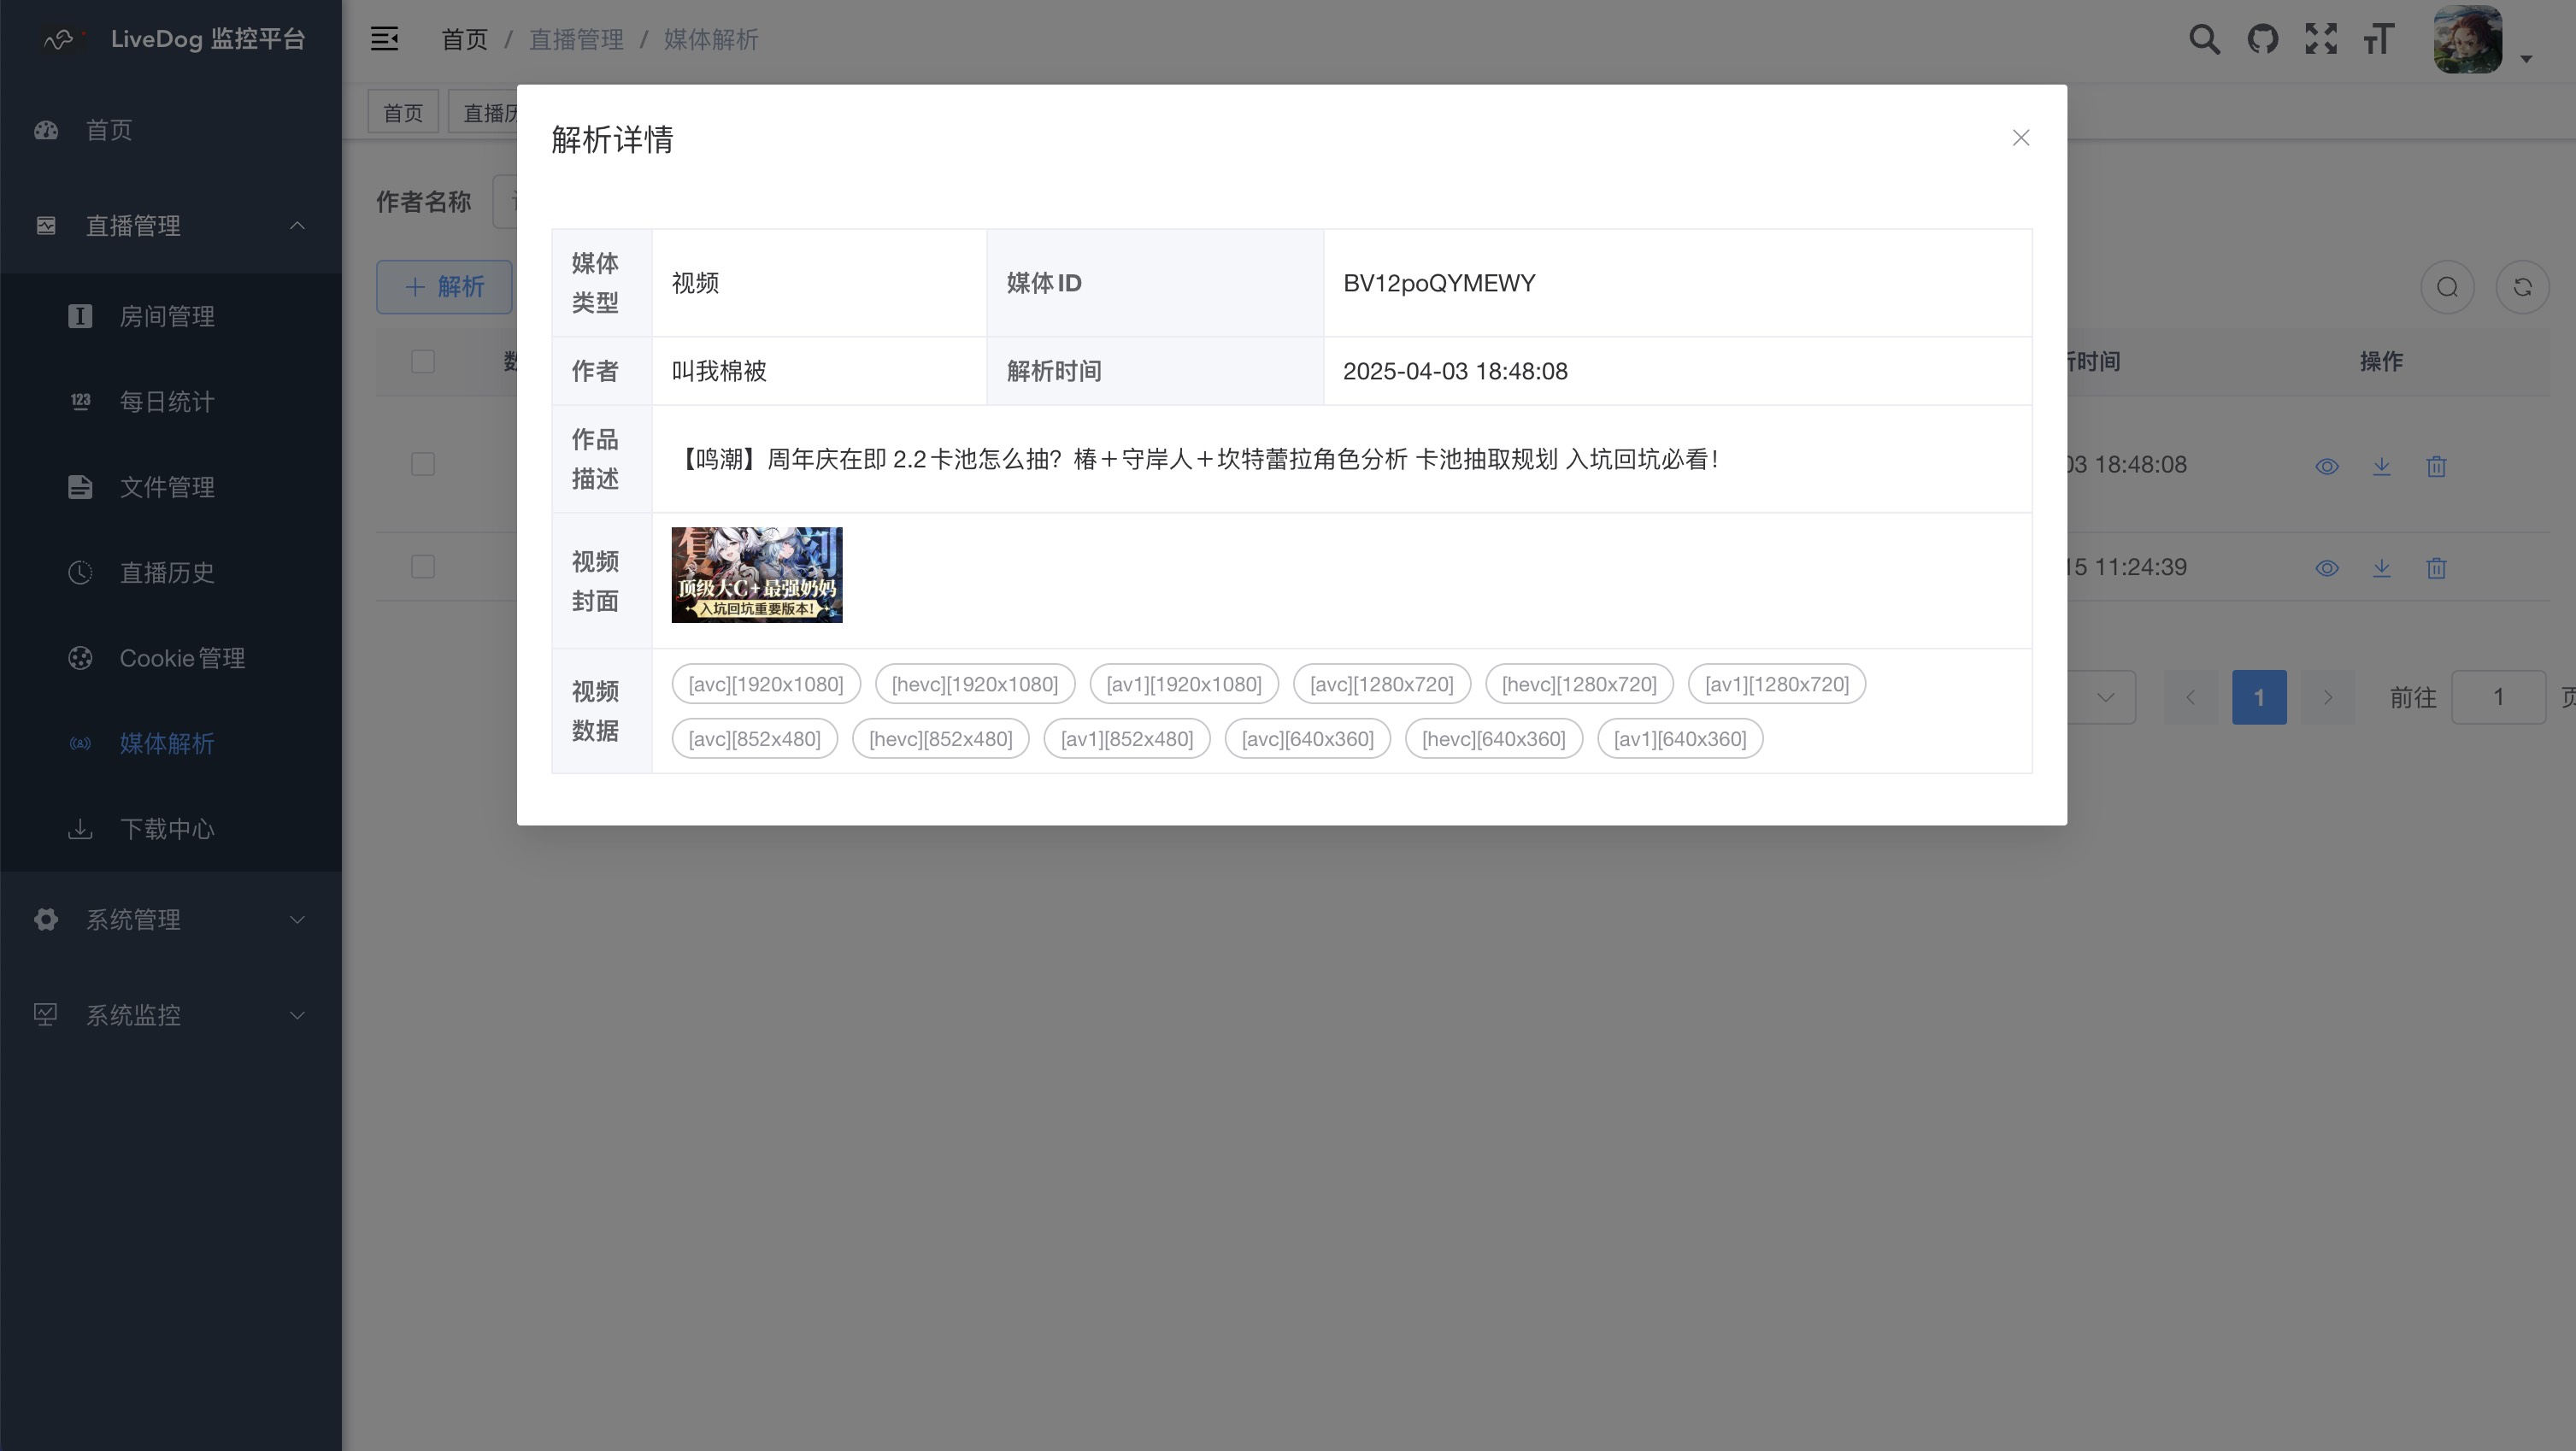 LiveDog 监控平台
首页 / 直播管理 / 媒体解析
首页
直播管理
房间管理
123 每日统计
文件管理
直播历史
Cookie管理
媒体解析
下载中心
系统管理
系统监控
首页 直播历
作者名称
+ 解析
时间 操作
03 18:48:08
15 11:24:39
1 前往 1 页
解析详情
媒体类型 视频 媒体ID BV12poQYMEWY
作者 叫我棉被 解析时间 2025-04-03 18:48:08
作品描述 【鸣潮】周年庆在即 2.2卡池怎么抽？椿＋守岸人＋坎特蕾拉角色分析 卡池抽取规划 入坑回坑必看！
视频封面
顶级大C+最强奶妈
入坑回坑重要版本!
视频数据
[avc][1920x1080] [hevc][1920x1080] [av1][1920x1080] [avc][1280x720] [hevc][1280x720] [av1][1280x720]
[avc][852x480] [hevc][852x480] [av1][852x480] [avc][640x360] [hevc][640x360] [av1][640x360]